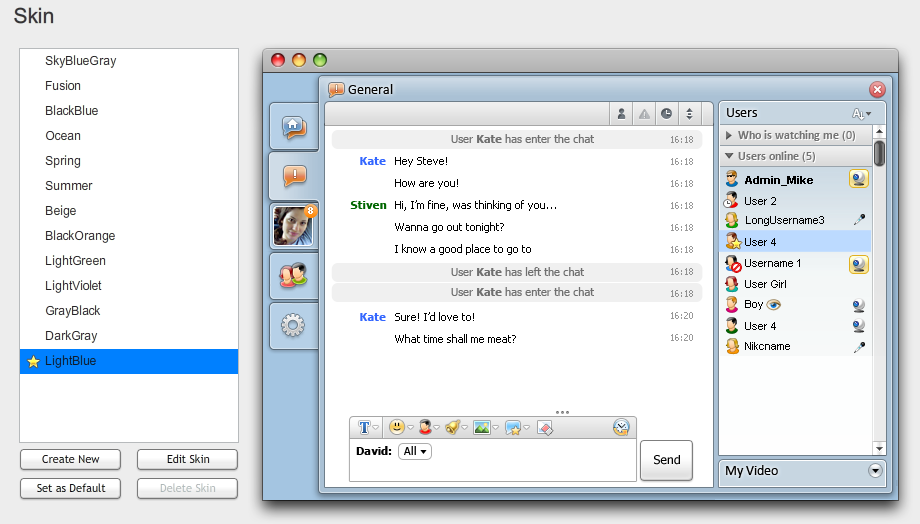 Skin
SkyBlueGray
Fusion
BlackBlue
Ocean
Spring
Summer
Beige
BlackOrange
LightGreen
LightViolet
GrayBlack
DarkGray
LightBlue
Create New
Edit Skin
Set as Default
Delete Skin
8
General
User Kate has enter the chat 16:18
Kate Hey Steve! 16:18
How are you! 16:18
Stiven Hi, I'm fine, was thinking of you... 16:18
Wanna go out tonight? 16:18
I know a good place to go to 16:18
User Kate has left the chat 16:18
User Kate has enter the chat 16:18
Kate Sure! I'd love to! 16:20
What time shall me meat? 16:20
T
David: All
Send
Users
Who is watching me (0)
Users online (5)
Admin_Mike
User 2
LongUsername3
User 4
Username 1
User Girl
Boy
User 4
Nikcname
My Video